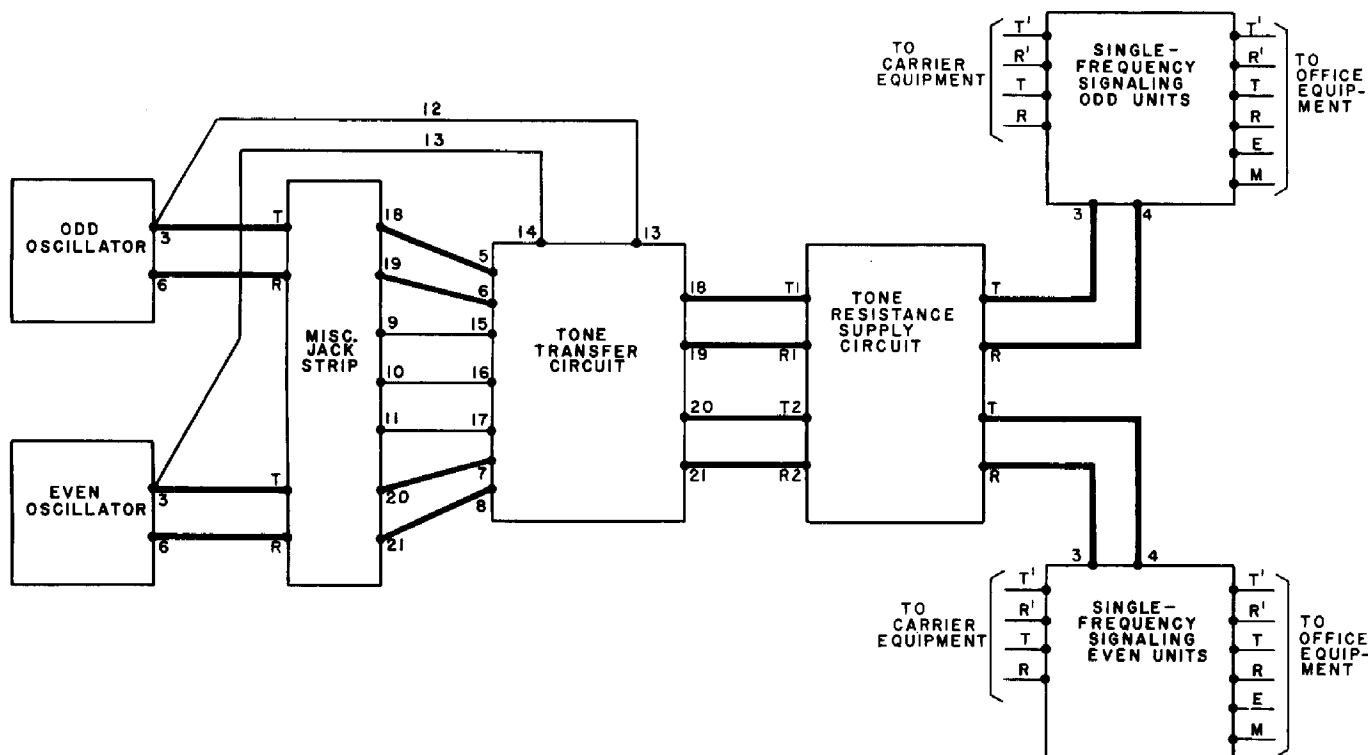 12
13
ODD
OSCILLATOR
3
6
EVEN
OSCILLATOR
3
6
T
R
MISC.
JACK
STRIP
T
R
18
19
9
10
11
20
21
14
13
5
6
15
16
17
7
8
TONE
TRANSFER
CIRCUIT
18
19
20
21
T1
R1
T2
R2
TONE
RESISTANCE
SUPPLY
CIRCUIT
T
R
T
R
TO
CARRIER
EQUIPMENT
T'
R'
T
R
SINGLE-
FREQUENCY
SIGNALING
ODD UNITS
3
4
T'
R'
T
R
E
M
TO
OFFICE
EQUIP-
MENT
TO
CARRIER
EQUIPMENT
T'
R'
T
R
3
4
SINGLE-
FREQUENCY
SIGNALING
EVEN UNITS
T'
R'
T
R
E
M
TO
OFFICE
EQUIP-
MENT